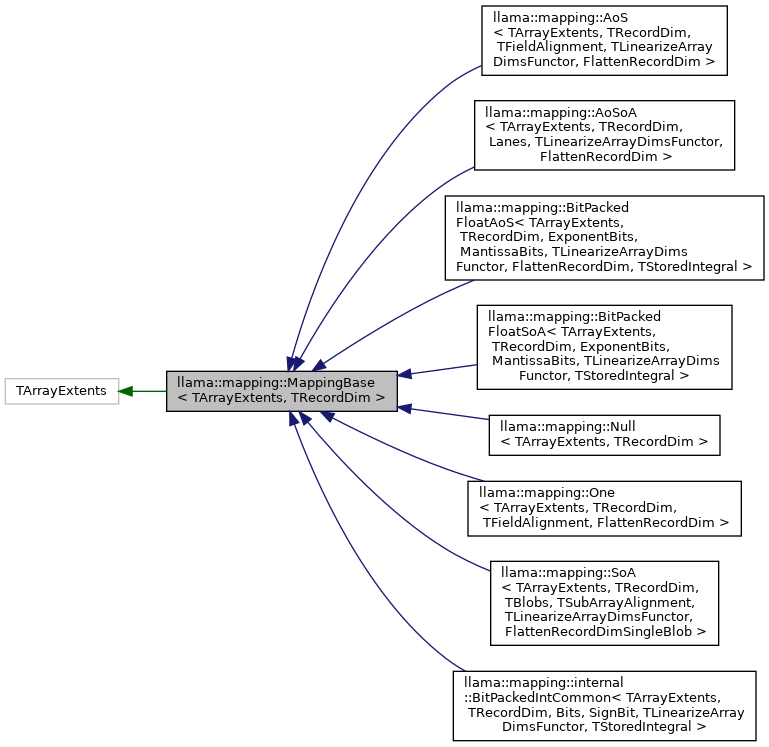 llama::mapping::AoS
< TArrayExtents, TRecordDim,
TFieldAlignment, TLinearizeArray
DimsFunctor, FlattenRecordDim >
llama::mapping::AoSoA
< TArrayExtents, TRecordDim,
Lanes, TLinearizeArrayDimsFunctor,
FlattenRecordDim >
llama::mapping::BitPacked
FloatAoS< TArrayExtents,
TRecordDim, ExponentBits,
MantissaBits, TLinearizeArrayDims
Functor, FlattenRecordDim, TStoredIntegral >
llama::mapping::BitPacked
FloatSoA< TArrayExtents,
TRecordDim, ExponentBits,
MantissaBits, TLinearizeArrayDims
Functor, TStoredIntegral >
TArrayExtents
llama::mapping::MappingBase
< TArrayExtents, TRecordDim >
llama::mapping::Null
< TArrayExtents, TRecordDim >
llama::mapping::One
< TArrayExtents, TRecordDim,
TFieldAlignment, FlattenRecordDim >
llama::mapping::SoA
< TArrayExtents, TRecordDim,
TBlobs, TSubArrayAlignment,
TLinearizeArrayDimsFunctor,
FlattenRecordDimSingleBlob >
llama::mapping::internal
::BitPackedIntCommon< TArrayExtents,
TRecordDim, Bits, SignBit, TLinearizeArray
DimsFunctor, TStoredIntegral >